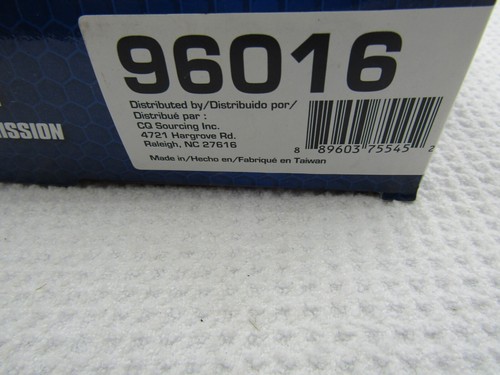 96016
Distributed by/Distribuido por/
Distribué par :
CQ Sourcing Inc.
4721 Hargrove Rd.
Raleigh, NC 27616
Made in/Hecho en/Fabriqué en Taiwan
8 89603 75545 2